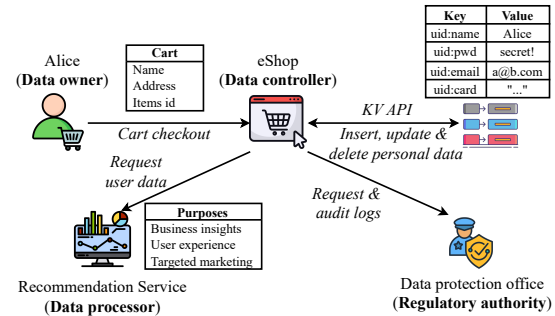 Alice
(Data owner)
Cart
Name
Address
Items id
eShop
(Data controller)
Key Value
uid:name Alice
uid:pwd secret!
uid:email a@b.com
uid:card "..."
Cart checkout
KV API
Insert, update &
delete personal data
Request
user data
Request &
audit logs
Purposes
Business insights
User experience
Targeted marketing
Recommendation Service
(Data processor)
Data protection office
(Regulatory authority)